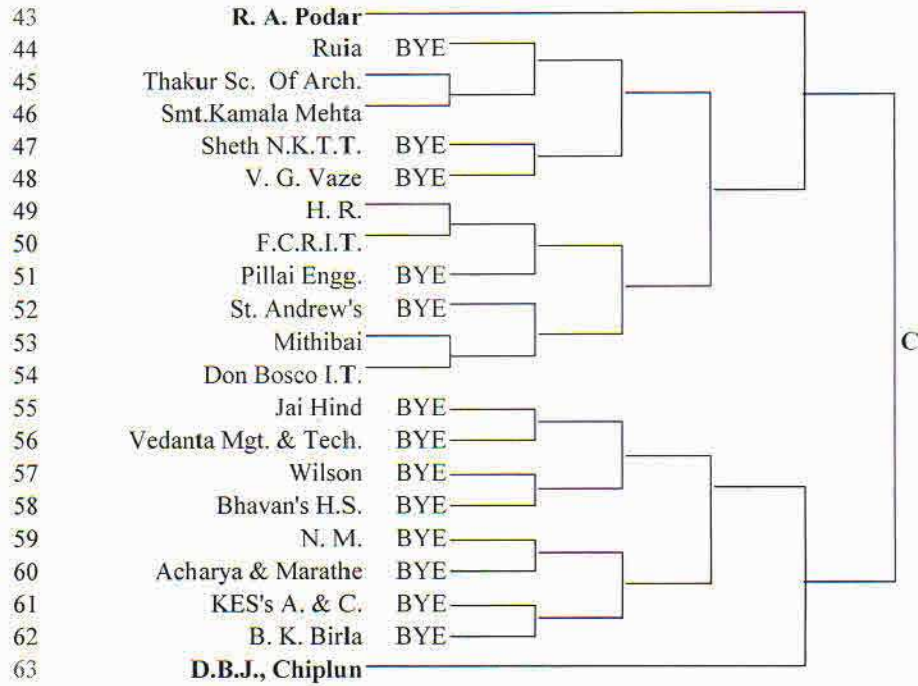 43 R. A. Podar
44 Ruia BYE
45 Thakur Sc. Of Arch.
46 Smt.Kamala Mehta
47 Sheth N.K.T.T. BYE
48 V. G. Vaze BYE
49 H. R.
50 F.C.R.I.T.
51 Pillai Engg. BYE
52 St. Andrew's BYE
53 Mithibai
C
54 Don Bosco I.T.
55 Jai Hind BYE
56 Vedanta Mgt. & Tech. BYE
57 Wilson BYE
58 Bhavan's H.S. BYE
59 N. M. BYE
60 Acharya & Marathe BYE
61 KES's A. & C. BYE
62 B. K. Birla BYE
63 D.B.J., Chiplun